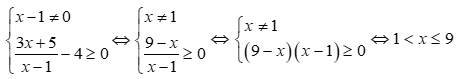 {x−1≠0; (3x+5)/(x−1) −4≥0 ⇔ {x≠1; (9−x)/(x−1) ≥0 ⇔ {x≠1; (9−x)(x−1)≥0 ⇔1<x≤9